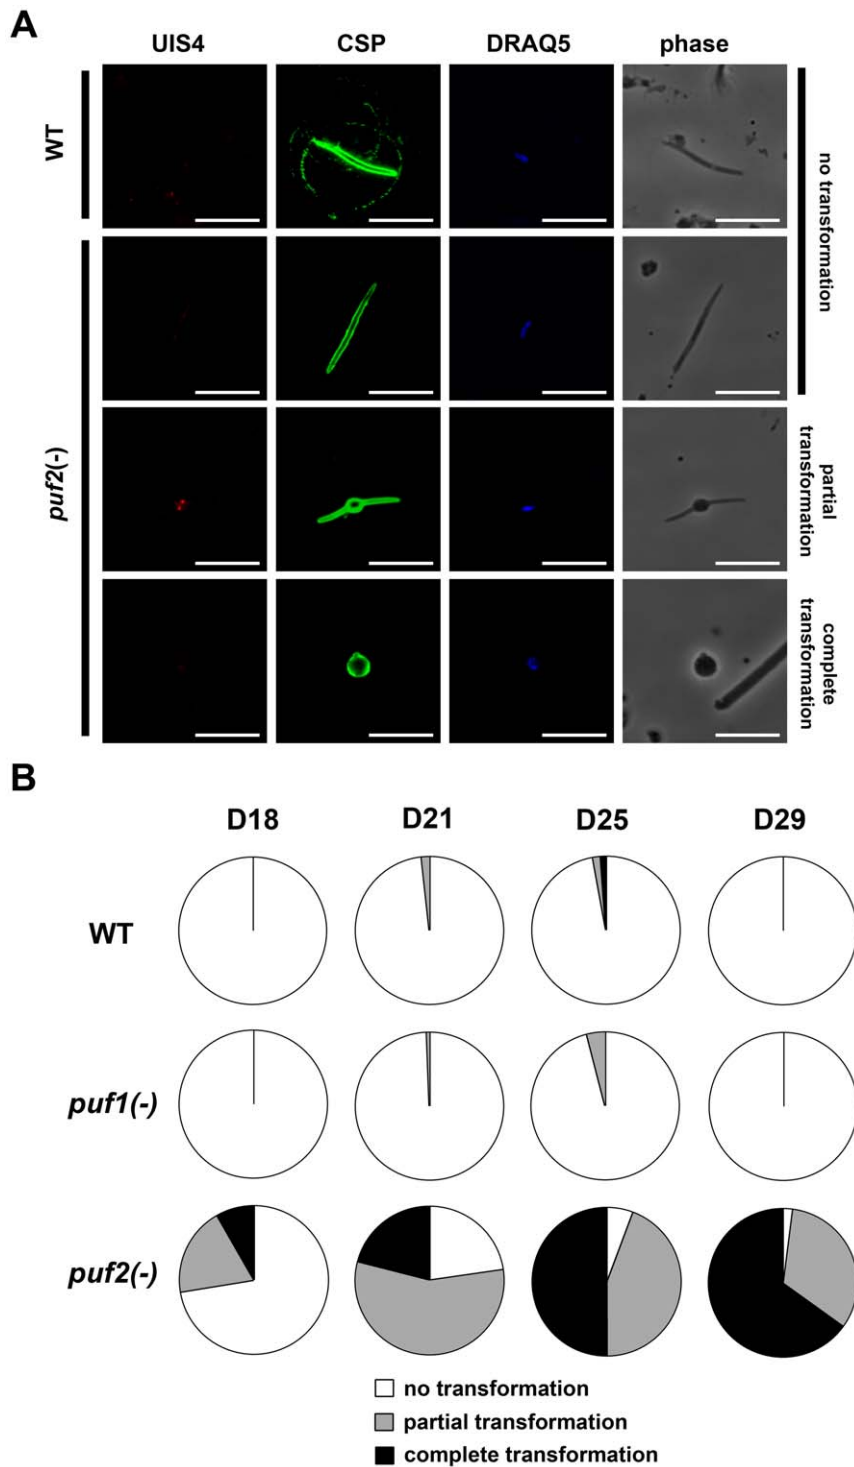 A
UIS4 CSP DRAQ5 phase
WT
no transformation
puf2(-)
partial
transformation
complete
transformation
B
D18 D21 D25 D29
WT
puf1(-)
puf2(-)
no transformation
partial transformation
complete transformation